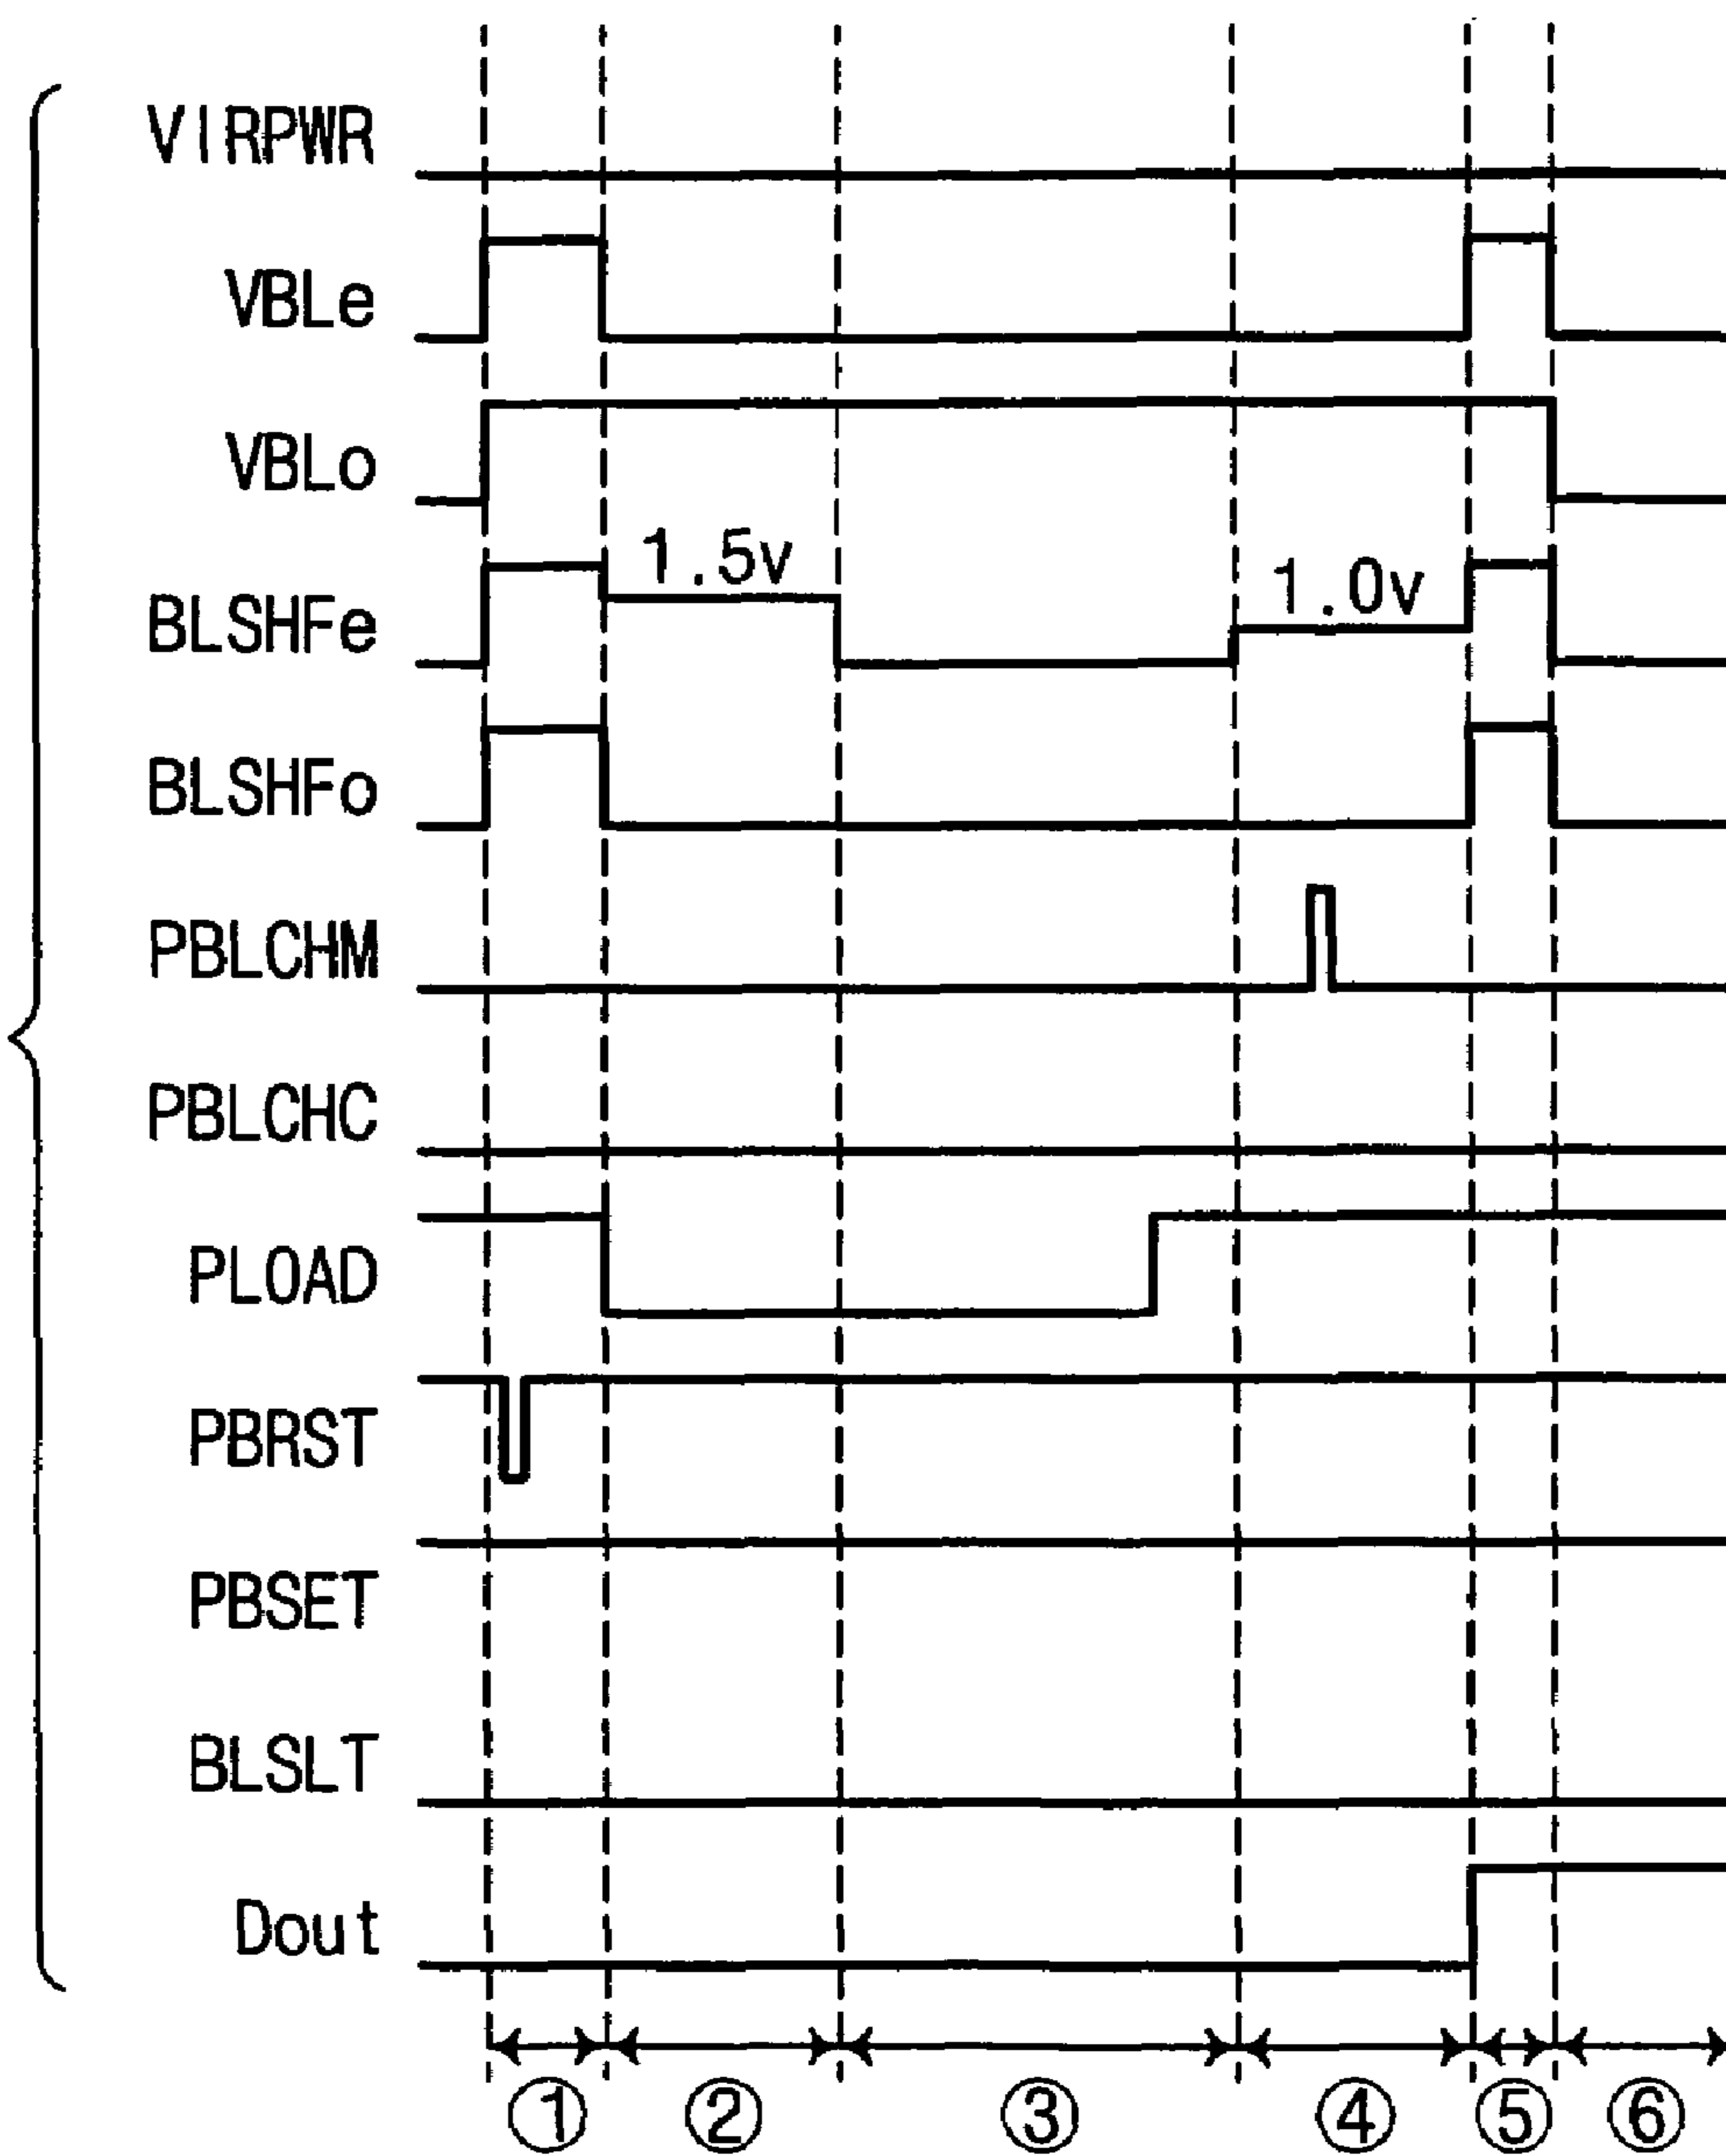 VIRPWR
VBLe
VBLo
1.5v
BLSHFe
1.0v
BLSHFo
PBLCHM
PBLCHC
PLOAD
PBRST
PBSET
BLSLT
Dout
① ② ③ ④ ⑤ ⑥